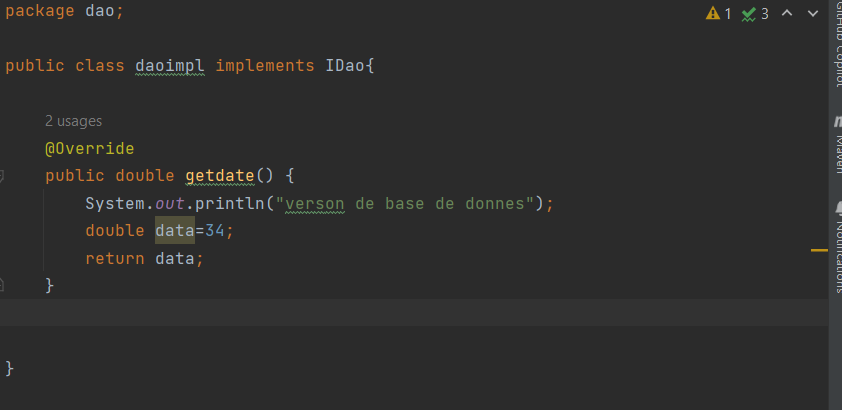 package dao;
1 3
public class daoimpl implements IDao{
2 usages
@Override
public double getdate() {
System.out.println("verson de base de donnes");
double data=34;
return data;
}
}
GitHub Copilot
Maven
Notifications